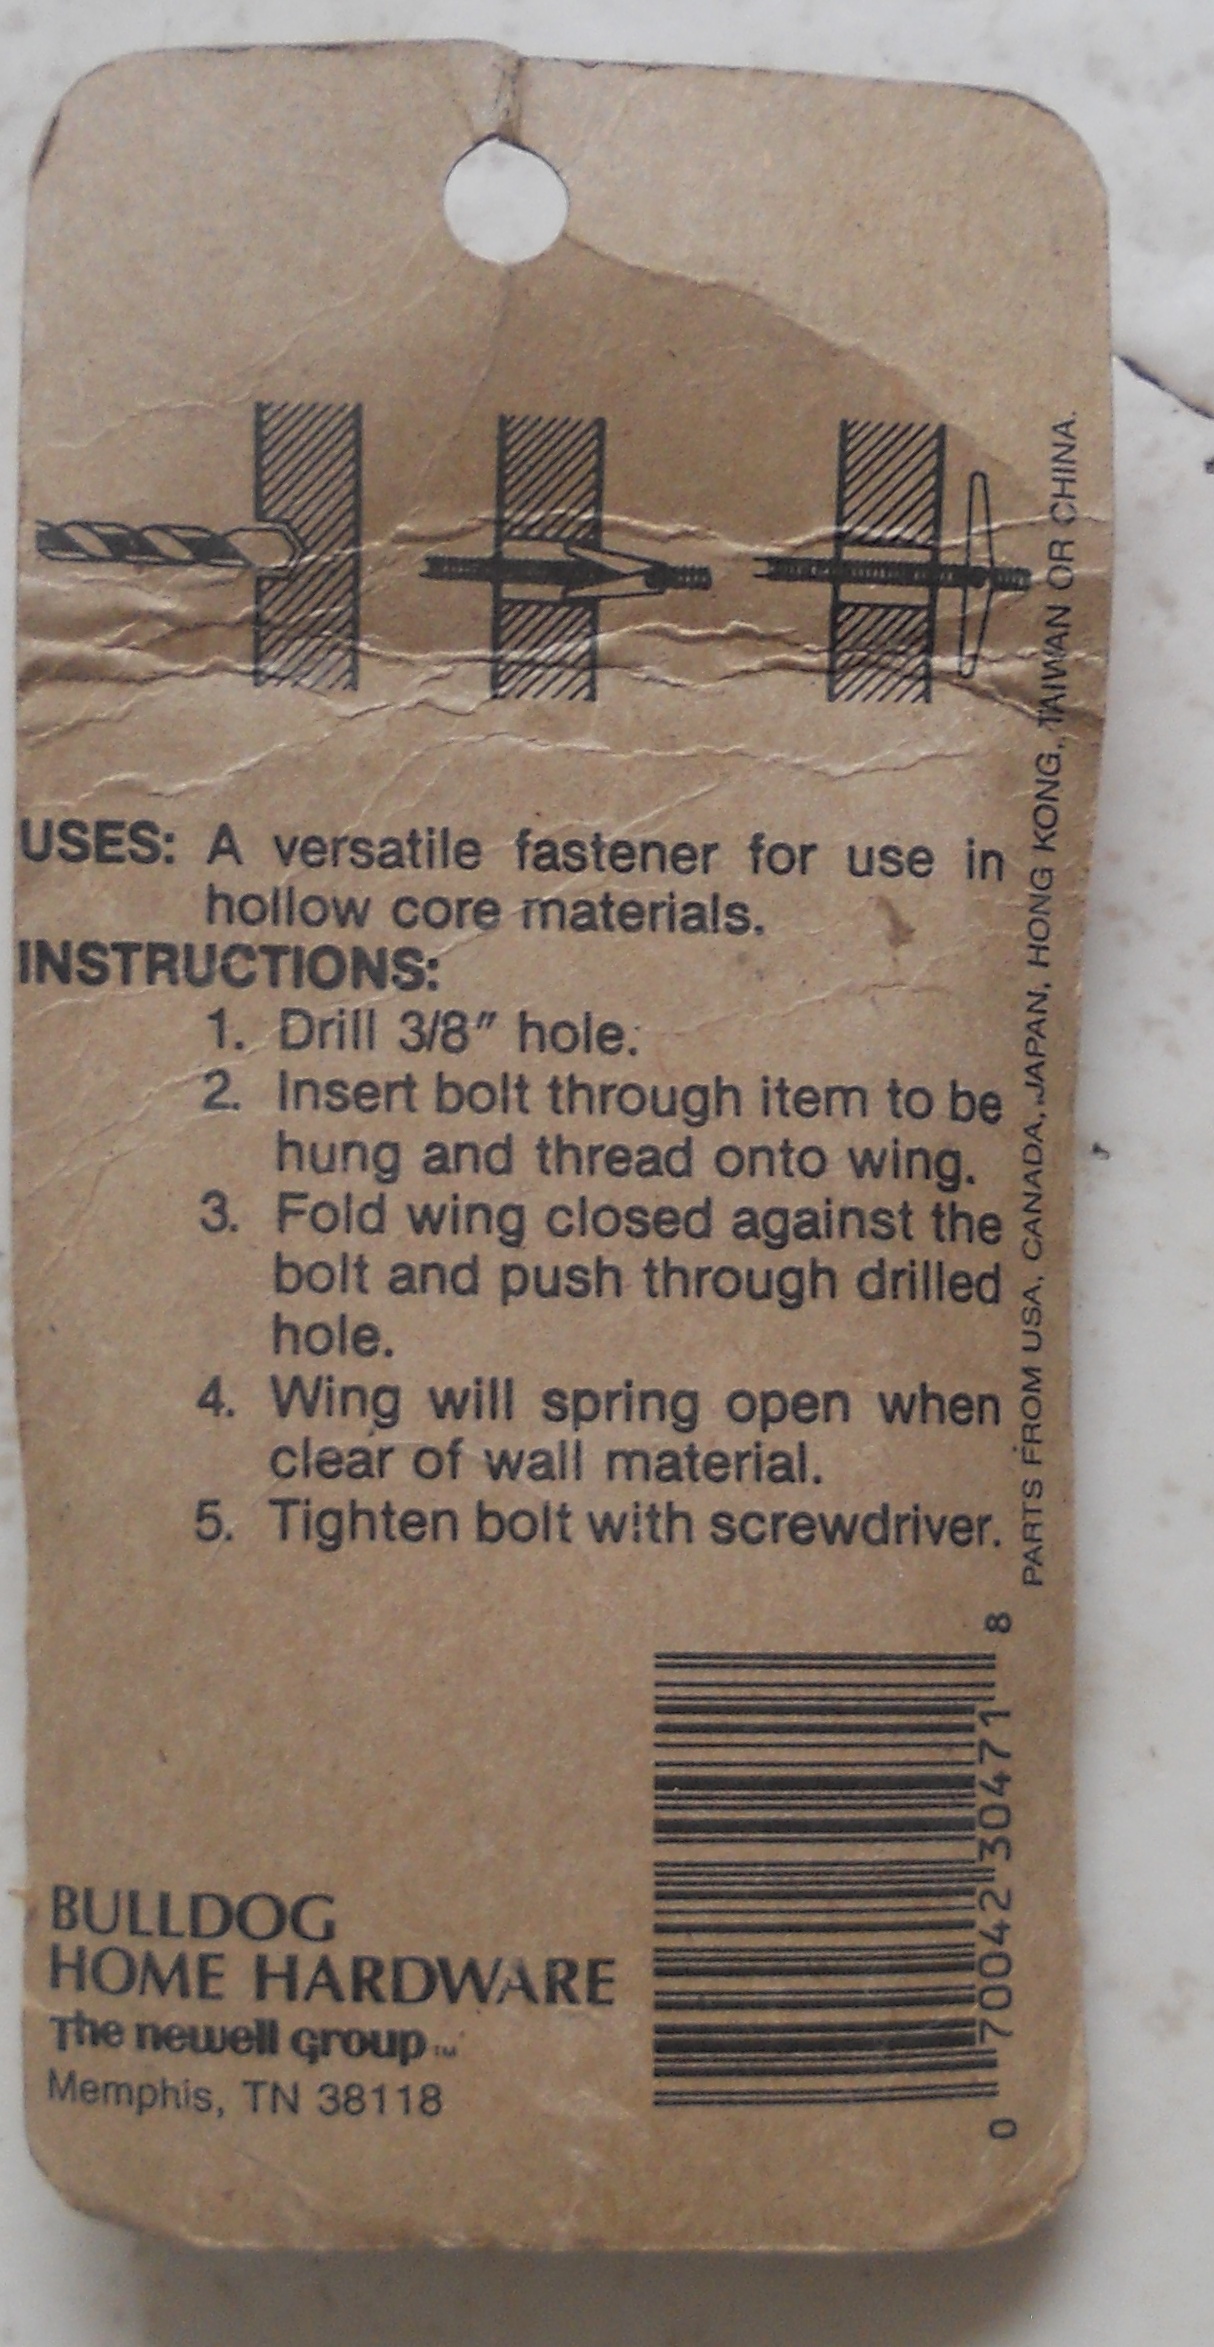 USES: A versatile fastener for use in
hollow core materials.
INSTRUCTIONS:
1. Drill 3/8" hole.
2. Insert bolt through item to be
hung and thread onto wing.
3. Fold wing closed against the
bolt and push through drilled
hole.
4. Wing will spring open when
clear of wall material.
5. Tighten bolt with screwdriver.
PARTS FROM USA, CANADA, JAPAN, HONG KONG, TAIWAN OR CHINA.
BULLDOG
HOME HARDWARE
The newell group™
Memphis, TN 38118
0 70042 30471 8